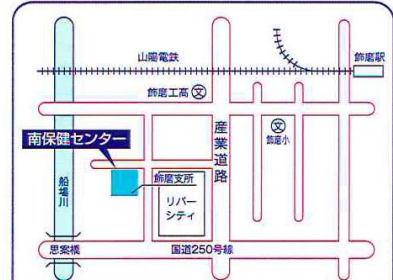 山陽電鉄
飾磨駅
飾磨工高
文
文
飾磨小
産業道路
南保健センター
飾磨支所
リバー
シティ
船場川
思案橋
国道250号線